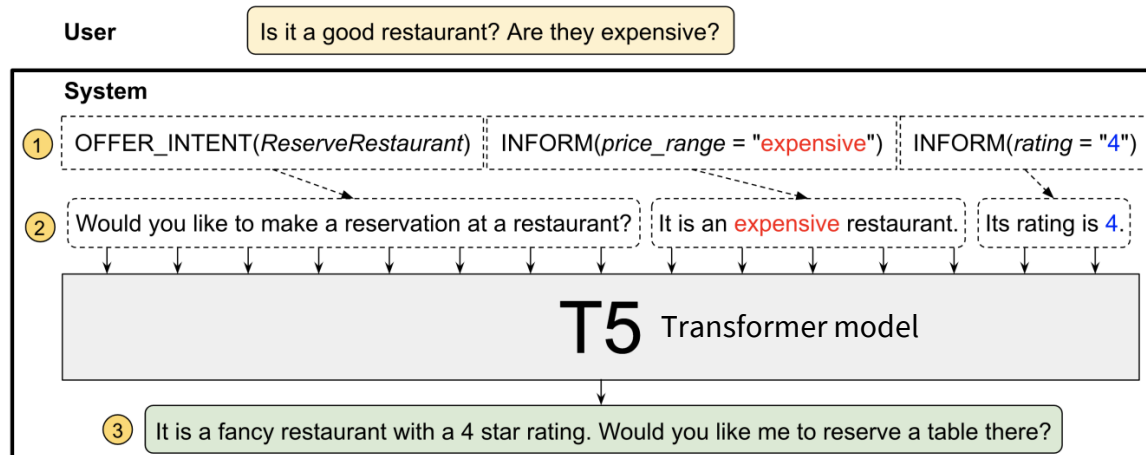 User
Is it a good restaurant? Are they expensive?
System
1
OFFER_INTENT(ReserveRestaurant)
INFORM(price_range = "expensive")
INFORM(rating = "4")
2
Would you like to make a reservation at a restaurant?
It is an expensive restaurant.
Its rating is 4.
T5 Transformer model
3
It is a fancy restaurant with a 4 star rating. Would you like me to reserve a table there?